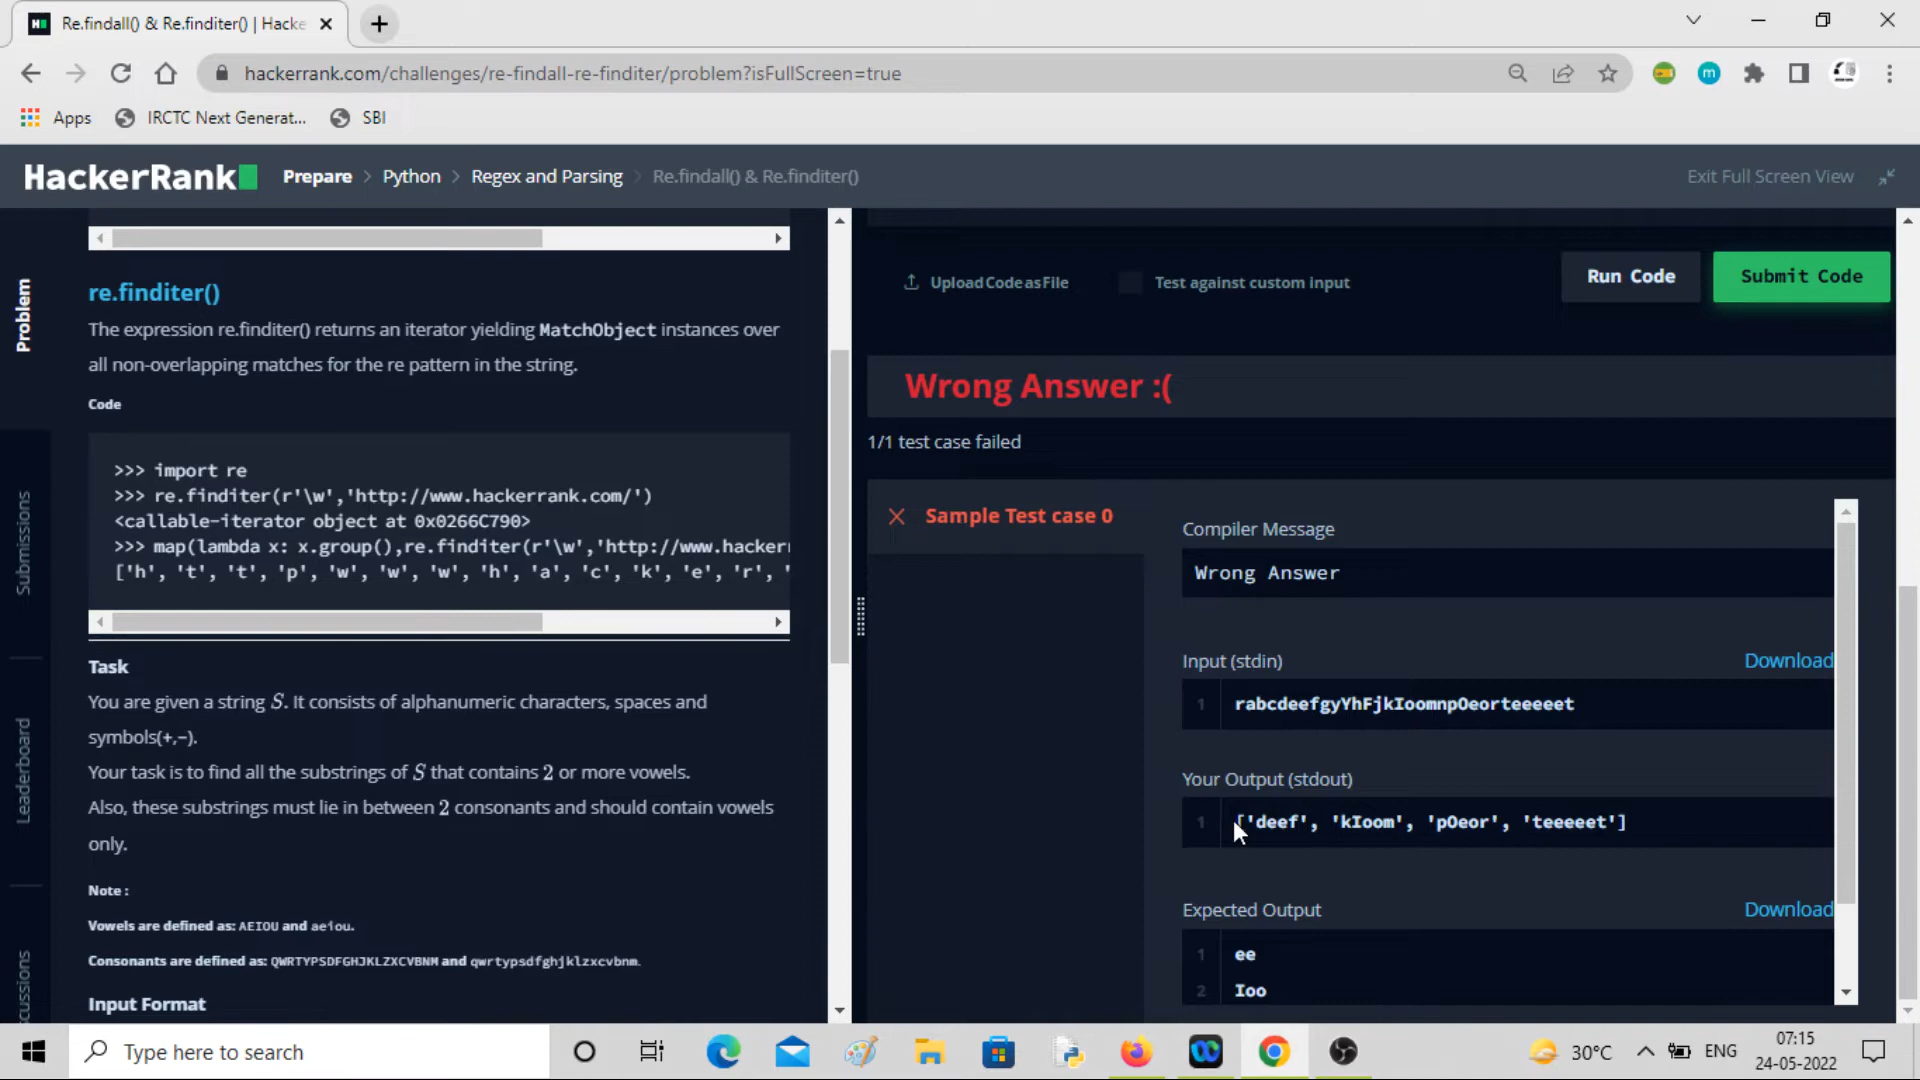 Re.findall() & Re.finditer() | Hacke
hackerrank.com/challenges/re-findall-re-finditer/problem?isFullScreen=true
m
Apps
IRCTC Next Generat...
SBI
HackerRank
Prepare > Python > Regex and Parsing > Re.findall() & Re.finditer()
Exit Full Screen View
Problem
Submissions
Leaderboard
cussions
re.finditer()
The expression re.finditer() returns an iterator yielding MatchObject instances over
all non-overlapping matches for the re pattern in the string.
Code
>>> import re
>>> re.finditer(r'\w','http://www.hackerrank.com/')
<callable-iterator object at 0x0266C790>
>>> map(lambda x: x.group(),re.finditer(r'\w','http://www.hacker
['h', 't', 't', 'p', 'w', 'w', 'w', 'h', 'a', 'c', 'k', 'e', 'r', '
Task
You are given a string S. It consists of alphanumeric characters, spaces and
symbols(+,-).
Your task is to find all the substrings of S that contains 2 or more vowels.
Also, these substrings must lie in between 2 consonants and should contain vowels
only.
Note :
Vowels are defined as: AEIOU and aeiou.
Consonants are defined as: QWRTYPSDFGHJKLZXCVBNM and qwrtypsdfghjklzxcvbnm.
Input Format
Upload Code as File
Test against custom input
Run Code
Submit Code
Wrong Answer :(
1/1 test case failed
Sample Test case 0
Compiler Message
Wrong Answer
Input (stdin)
Download
1 rabcdeefgyYhFjkIoomnpOeorteeeeet
Your Output (stdout)
1 ['deef', 'kIoom', 'pOeor', 'teeeeet']
Expected Output
Download
1 ee
2 Ioo
Type here to search
30°C
ENG
07:15
24-05-2022